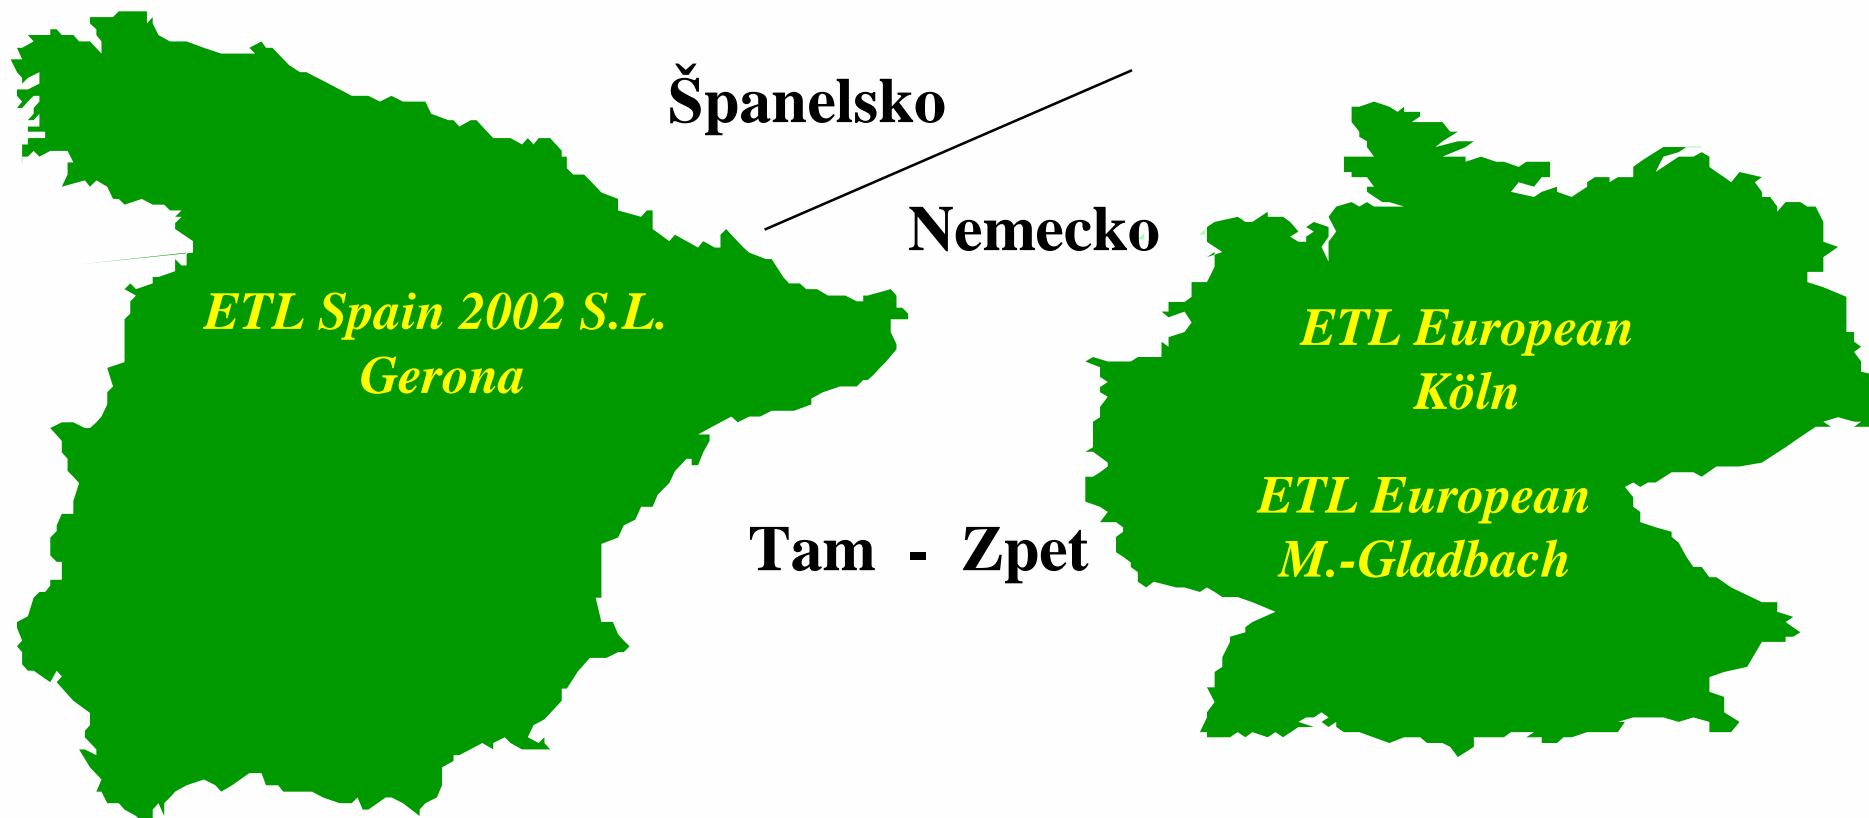 Španelsko
Nemecko
ETL Spain 2002 S.L.
Gerona
ETL European
Köln
ETL European
M.-Gladbach
Tam - Zpet